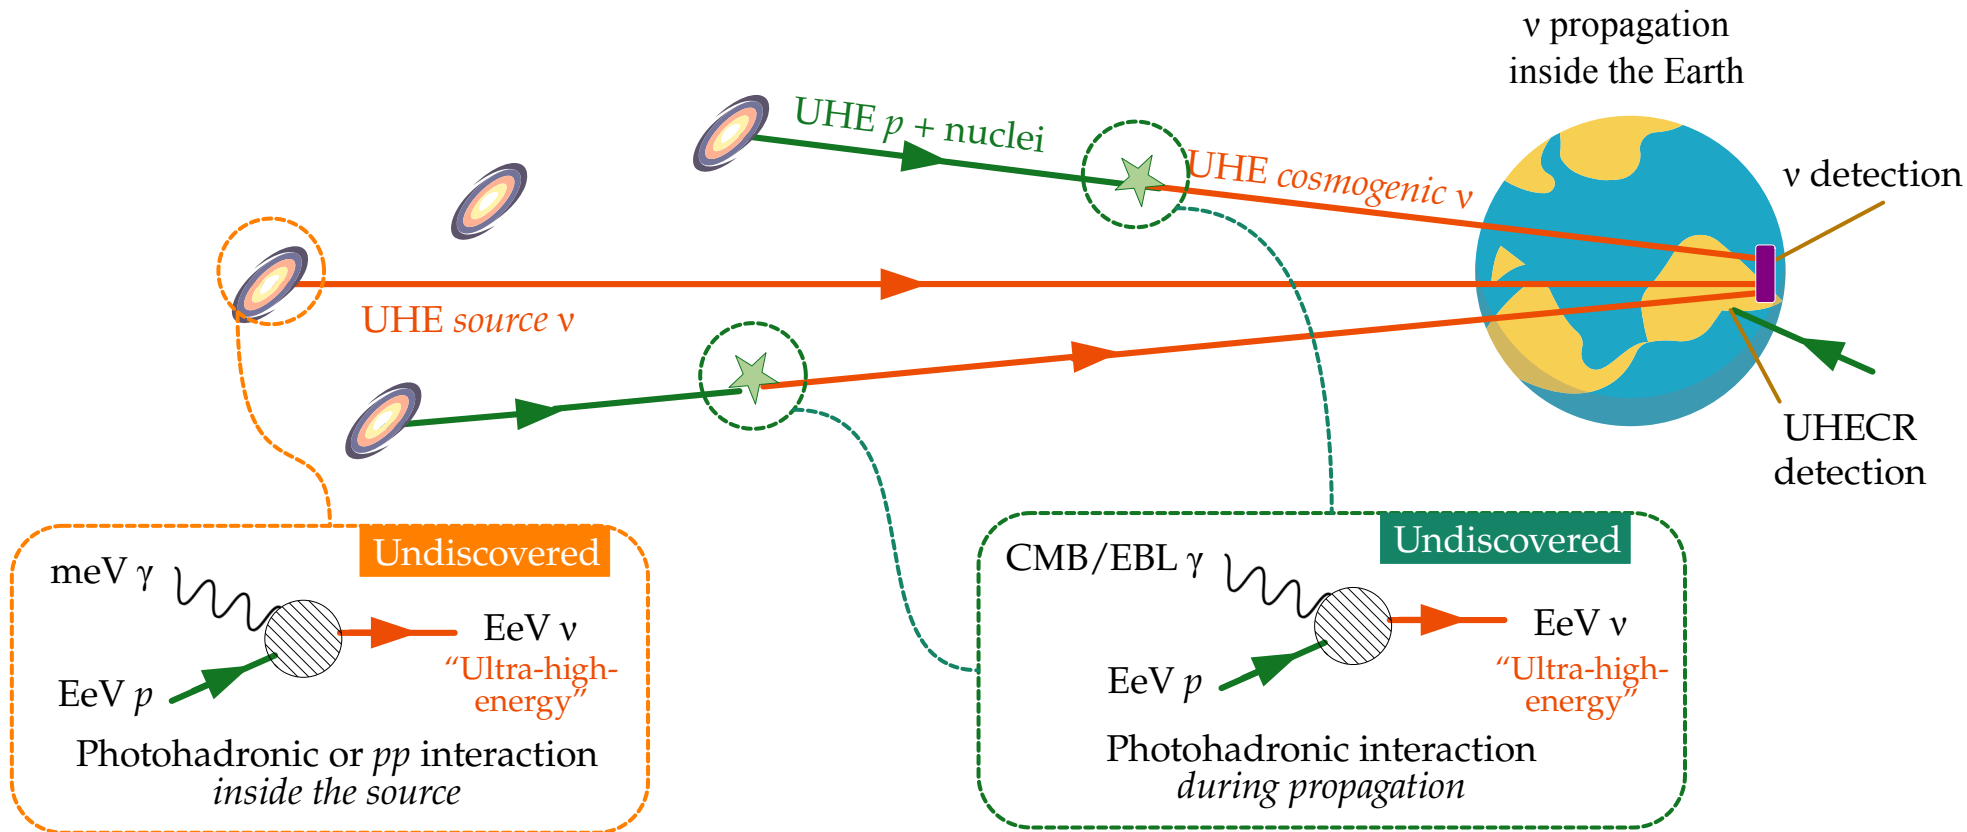 ν propagation
inside the Earth
UHE p + nuclei
UHE cosmogenic ν
ν detection
UHE source ν
UHECR
detection
Undiscovered
meV γ
EeV ν
“Ultra-high-
energy”
EeV p
Photohadronic or pp interaction
inside the source
Undiscovered
CMB/EBL γ
EeV ν
“Ultra-high-
energy”
EeV p
Photohadronic interaction
during propagation